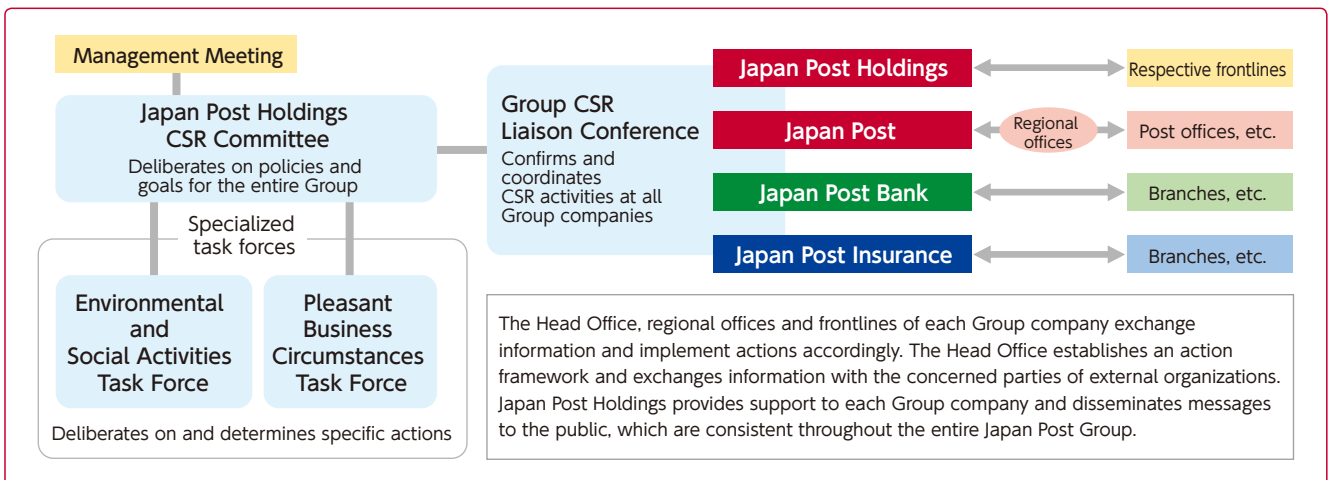 Management Meeting
Japan Post Holdings
CSR Committee
Deliberates on policies and
goals for the entire Group
Specialized
task forces
Environmental
and
Social Activities
Task Force
Pleasant
Business
Circumstances
Task Force
Deliberates on and determines specific actions
Group CSR
Liaison Conference
Confirms and
coordinates
CSR activities at all
Group companies
Japan Post Holdings
Respective frontlines
Japan Post
Regional
offices
Post offices, etc.
Japan Post Bank
Branches, etc.
Japan Post Insurance
Branches, etc.
The Head Office, regional offices and frontlines of each Group company exchange
information and implement actions accordingly. The Head Office establishes an action
framework and exchanges information with the concerned parties of external organizations.
Japan Post Holdings provides support to each Group company and disseminates messages
to the public, which are consistent throughout the entire Japan Post Group.